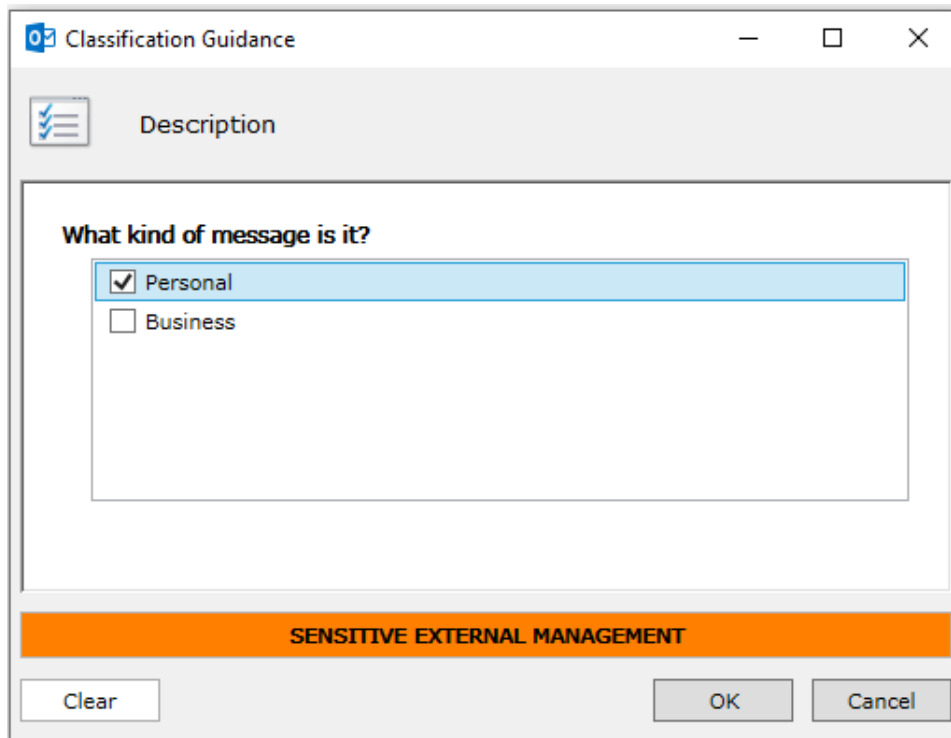 Classification Guidance
Description
What kind of message is it?
Personal
Business
SENSITIVE EXTERNAL MANAGEMENT
Clear
OK
Cancel